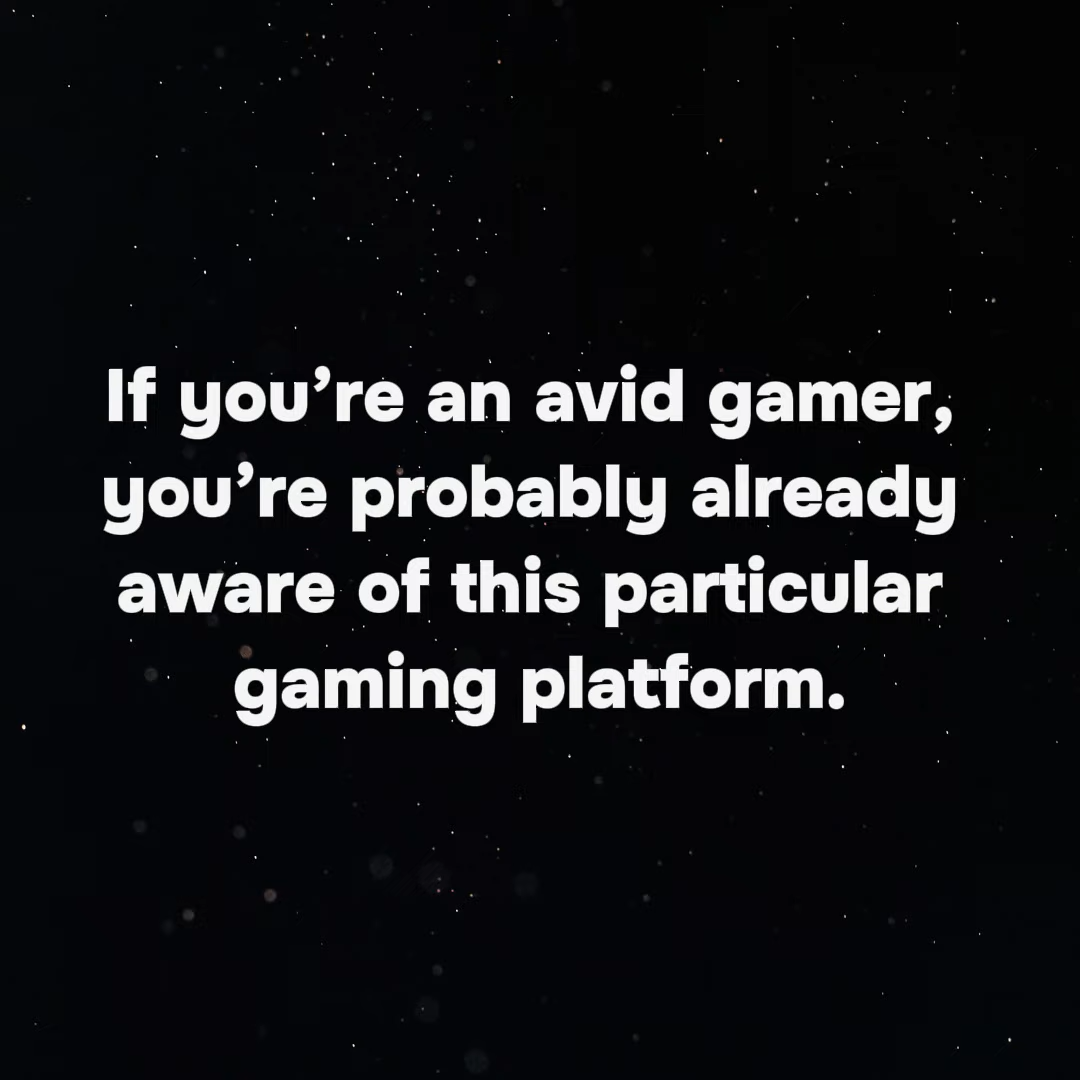 If you’re an avid gamer,
you’re probably already
aware of this particular
gaming platform.